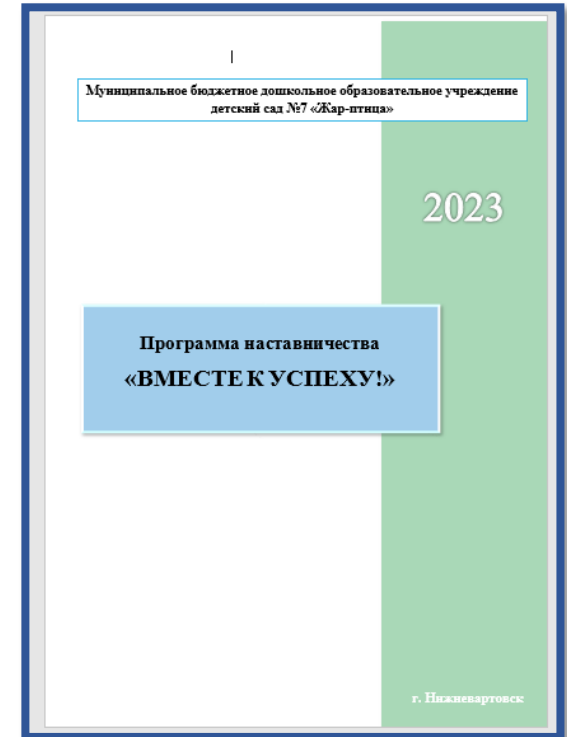 Муниципальное бюджетное дошкольное образовательное учреждение
детский сад №7 «Жар-птица»
2023
Программа наставничества
«ВМЕСТЕ К УСПЕХУ!»
г. Нижневартовск